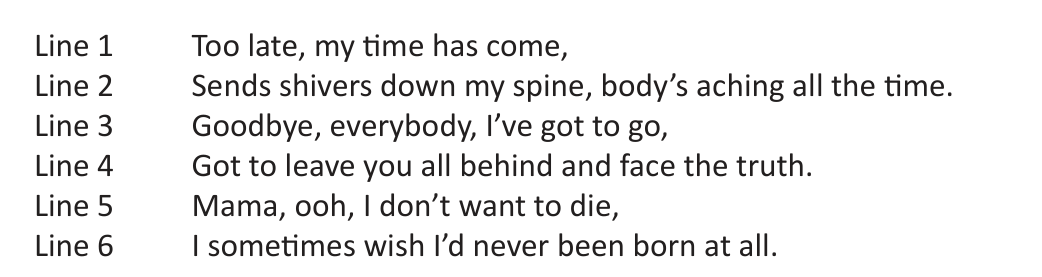 Line 1 Too late, my time has come,
Line 2 Sends shivers down my spine, body’s aching all the time.
Line 3 Goodbye, everybody, I’ve got to go,
Line 4 Got to leave you all behind and face the truth.
Line 5 Mama, ooh, I don’t want to die,
Line 6 I sometimes wish I’d never been born at all.